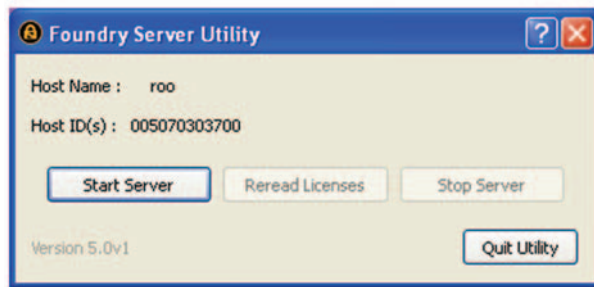 Foundry Server Utility
Host Name : roo
Host ID(s) : 005070303700
Start Server Reread Licenses Stop Server
Version 5.0v1 Quit Utility